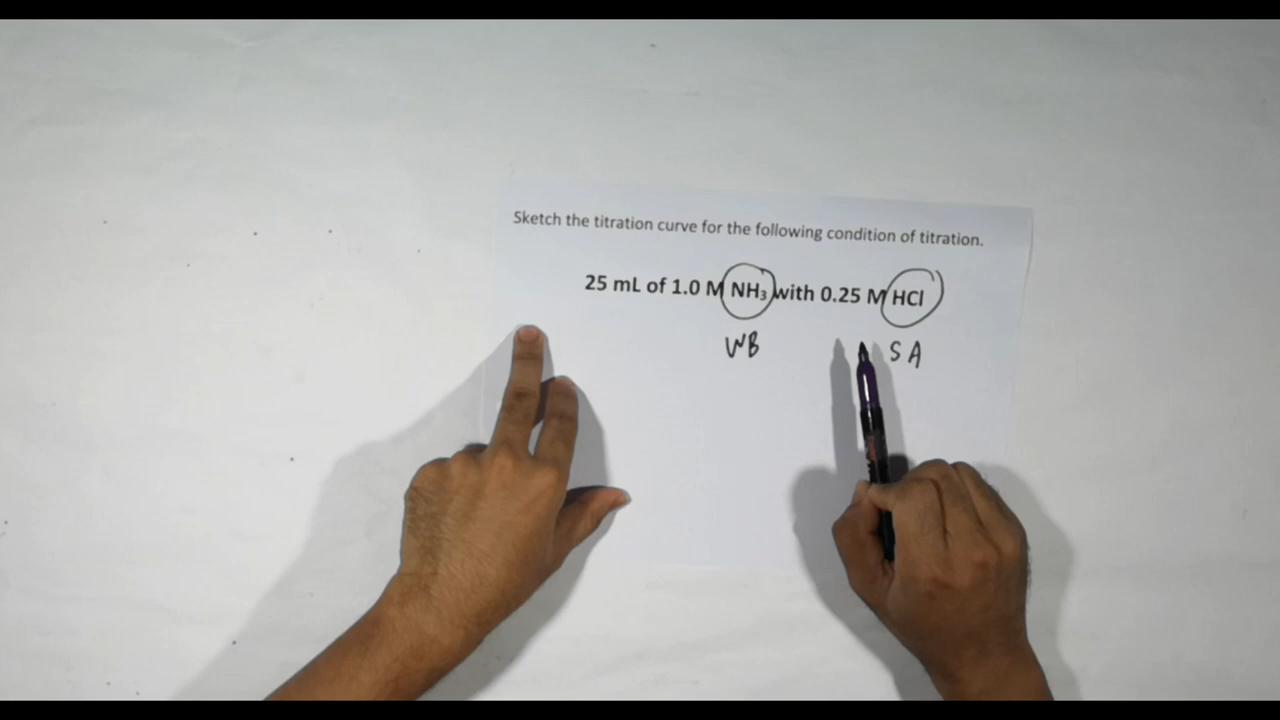 Sketch the titration curve for the following condition of titration.
25 mL of 1.0 M NH₃ with 0.25 M HCl
WB SA